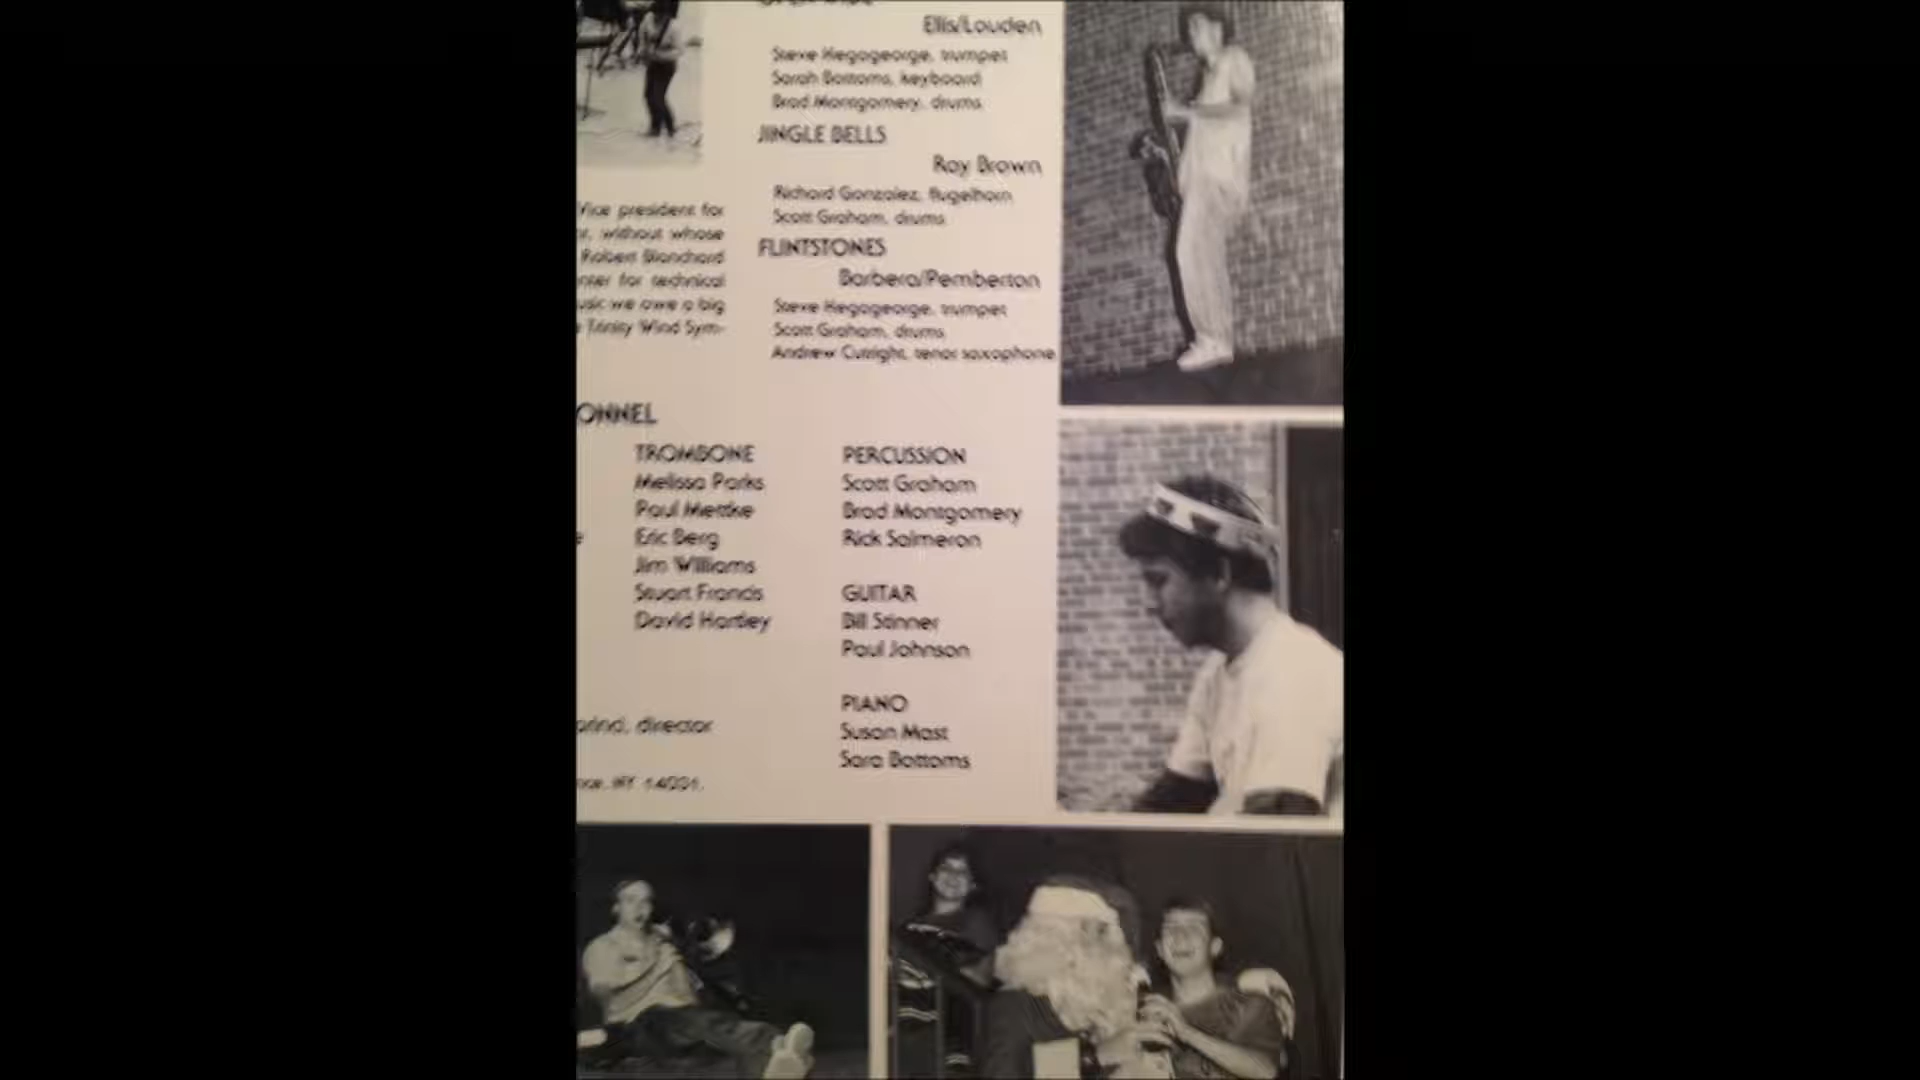 Ellis/Louden
Steve Hegogeorge, trumpet
Sarah Bottoms, keyboard
Brad Montgomery, drums
JINGLE BELLS
Ray Brown
Richard Gonzalez, flugelhorn
Scott Graham, drums
FLINTSTONES
Barbera/Pemberton
Steve Hegogeorge, trumpet
Scott Graham, drums
Andrew Cutright, tenor saxophone
Vice president for
without whose
Robert Blanchard
for technical
we owe a big
Trinity Wind Sym-
ONNEL
TROMBONE
Melissa Parks
Paul Mettke
Eric Berg
Jim Williams
Stuart Francis
David Hartley
PERCUSSION
Scott Graham
Brad Montgomery
Rick Salmeron
GUITAR
Bill Stinner
Paul Johnson
PIANO
Susan Mast
Sara Bottoms
director
NY 14031.